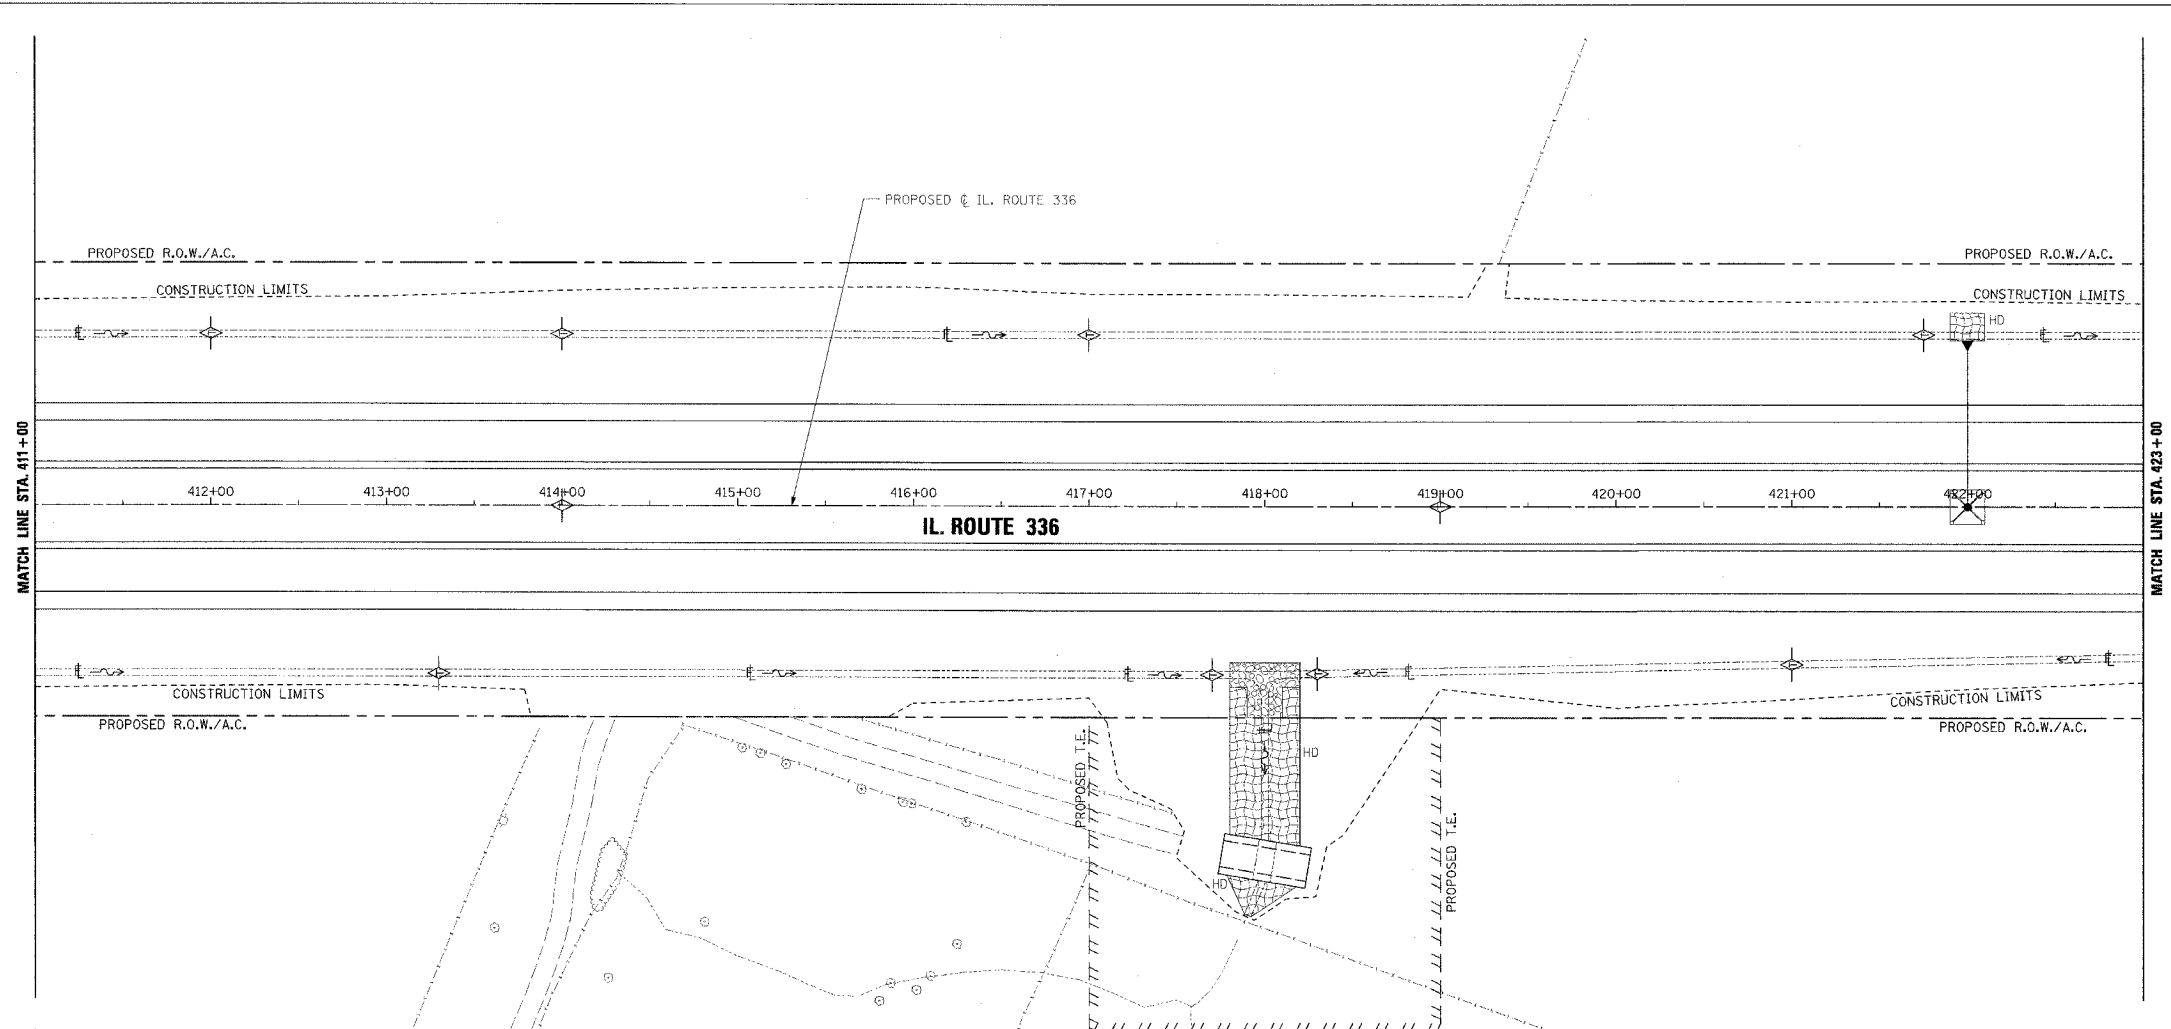 PROPOSED ℄ IL. ROUTE 336
PROPOSED R.O.W./A.C.
PROPOSED R.O.W./A.C.
CONSTRUCTION LIMITS
CONSTRUCTION LIMITS
HD
MATCH LINE STA. 411+00
MATCH LINE STA. 423+00
412+00
413+00
414+00
415+00
416+00
417+00
418+00
419+00
420+00
421+00
422+00
IL. ROUTE 336
CONSTRUCTION LIMITS
CONSTRUCTION LIMITS
PROPOSED R.O.W./A.C.
PROPOSED R.O.W./A.C.
PROPOSED T.E.
HD
PROPOSED T.E.
HD